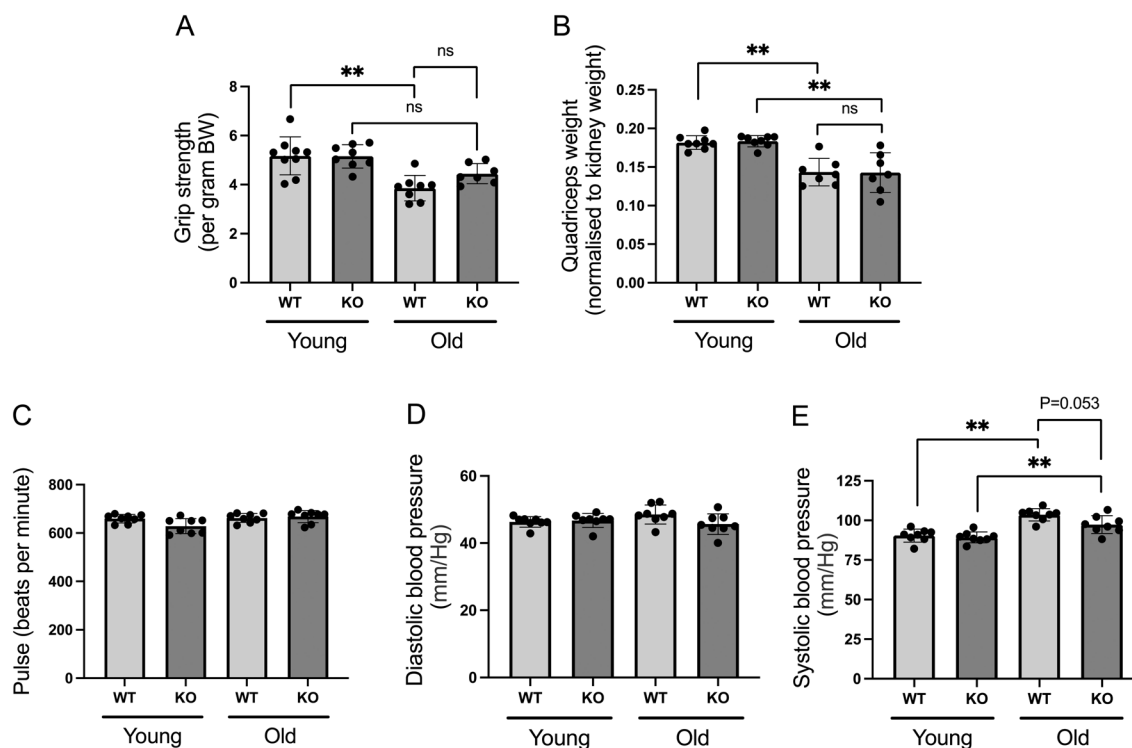 A
ns
**
ns
Grip strength
(per gram BW)
8
6
4
2
0
WT KO WT KO
Young Old
B
**
**
ns
Quadriceps weight
(normalised to kidney weight)
0.25
0.20
0.15
0.10
0.05
0.00
WT KO WT KO
Young Old
C
Pulse (beats per minute)
800
600
400
200
0
WT KO WT KO
Young Old
D
Diastolic blood pressure
(mm/Hg)
60
40
20
0
WT KO WT KO
Young Old
E
P=0.053
**
**
Systolic blood pressure
(mm/Hg)
125
100
75
50
25
0
WT KO WT KO
Young Old